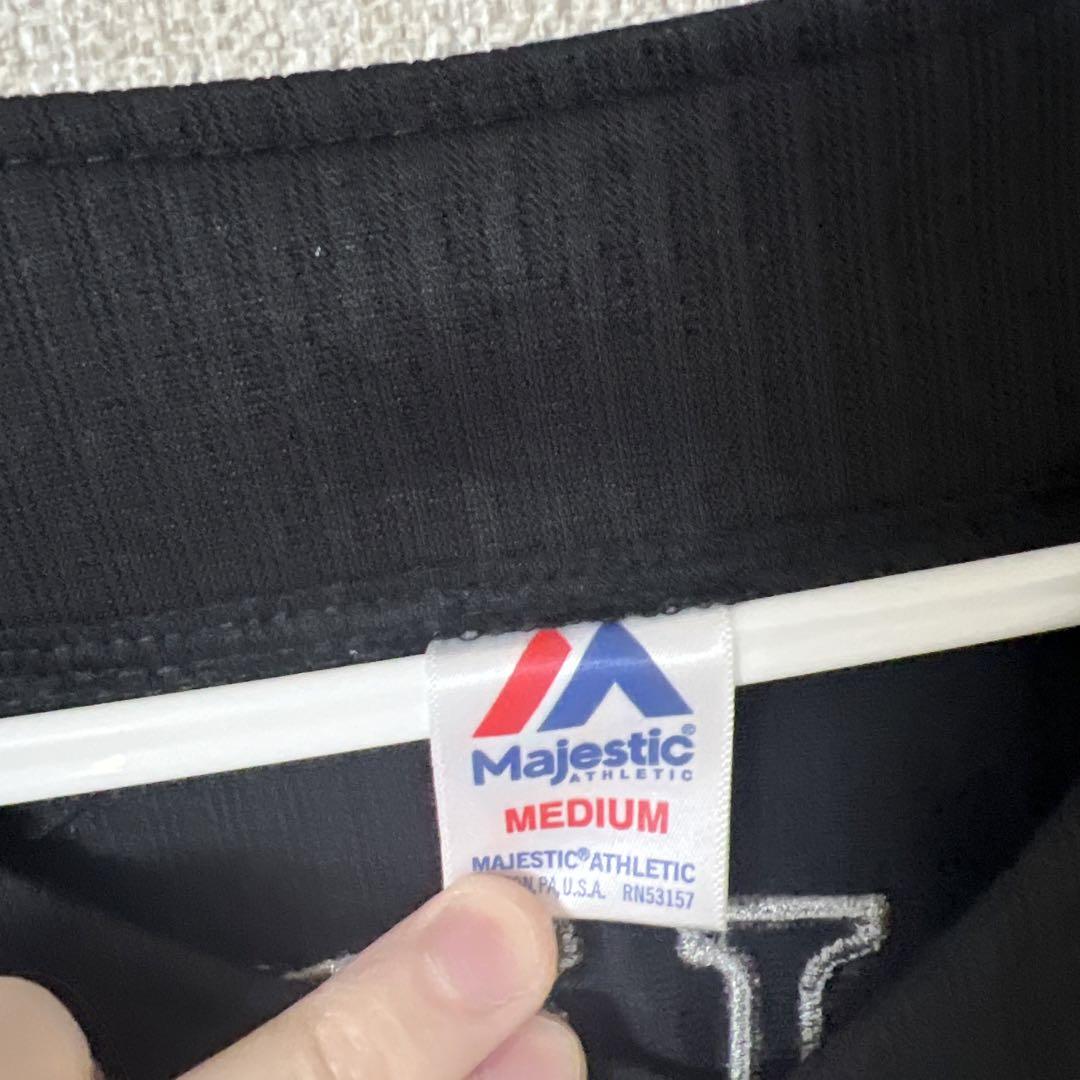 Majestic®
ATHLETIC
MEDIUM
MAJESTIC® ATHLETIC
PA, U.S.A. RN53157